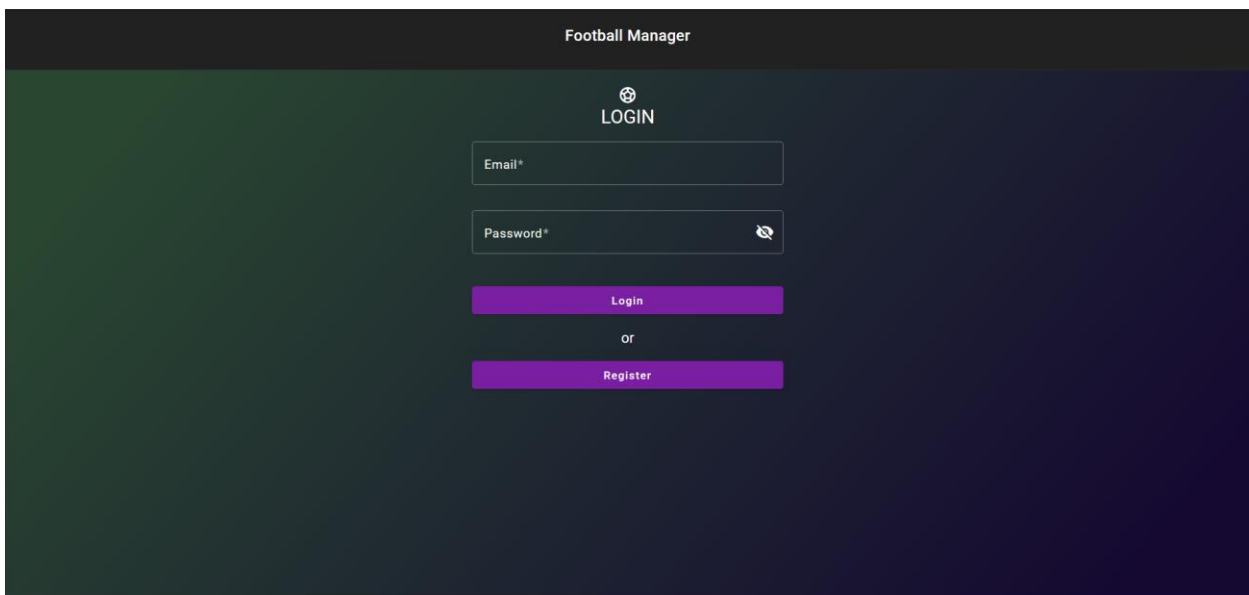 Football Manager
LOGIN
Email*
Password*
Login
or
Register